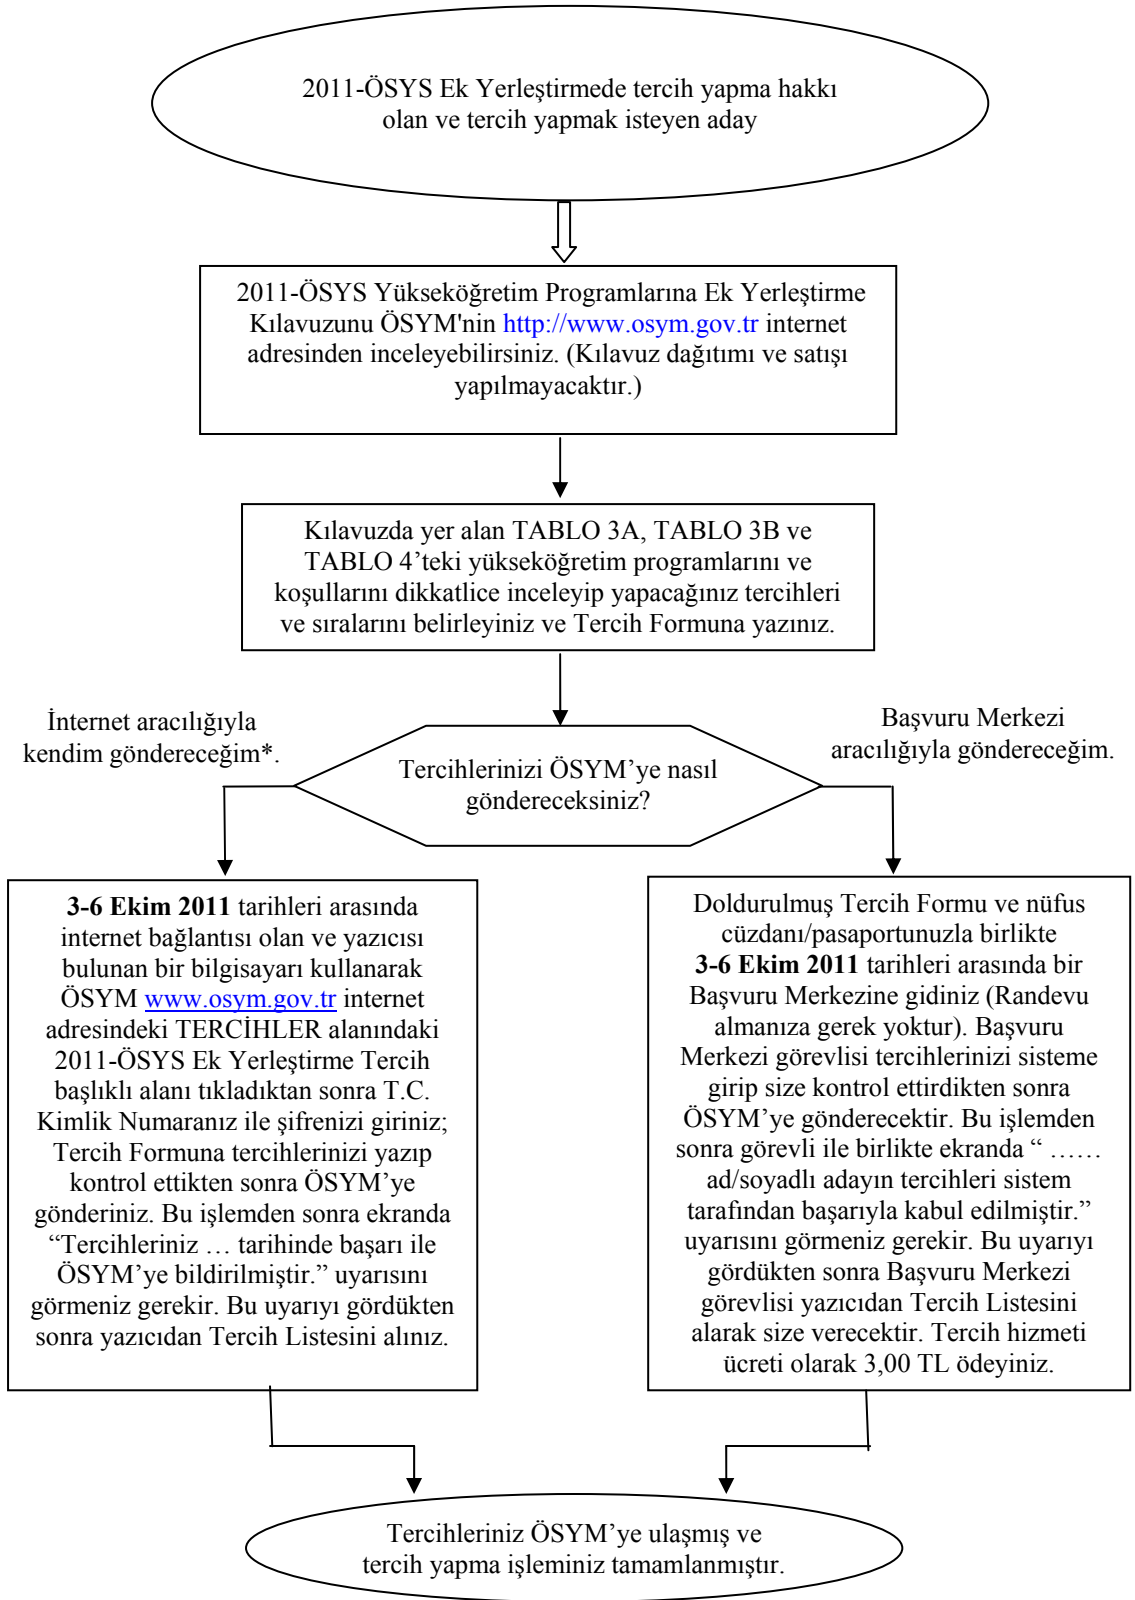 2011-ÖSYS Ek Yerleştirmede tercih yapma hakkı
olan ve tercih yapmak isteyen aday
2011-ÖSYS Yükseköğretim Programlarına Ek Yerleştirme
Kılavuzunu ÖSYM'nin http://www.osym.gov.tr internet
adresinden inceleyebilirsiniz. (Kılavuz dağıtımı ve satışı
yapılmayacaktır.)
Kılavuzda yer alan TABLO 3A, TABLO 3B ve
TABLO 4’teki yükseköğretim programlarını ve
koşullarını dikkatlice inceleyip yapacağınız tercihleri
ve sıralarını belirleyiniz ve Tercih Formuna yazınız.
İnternet aracılığıyla
kendim göndereceğim*.
Tercihlerinizi ÖSYM’ye nasıl
göndereceksiniz?
Başvuru Merkezi
aracılığıyla göndereceğim.
3-6 Ekim 2011 tarihleri arasında
internet bağlantısı olan ve yazıcısı
bulunan bir bilgisayarı kullanarak
ÖSYM www.osym.gov.tr internet
adresindeki TERCİHLER alanındaki
2011-ÖSYS Ek Yerleştirme Tercih
başlıklı alanı tıkladıktan sonra T.C.
Kimlik Numaranız ile şifrenizi giriniz;
Tercih Formuna tercihlerinizi yazıp
kontrol ettikten sonra ÖSYM’ye
gönderiniz. Bu işlemden sonra ekranda
“Tercihleriniz … tarihinde başarı ile
ÖSYM’ye bildirilmiştir.” uyarısını
görmeniz gerekir. Bu uyarıyı gördükten
sonra yazıcıdan Tercih Listesini alınız.
Doldurulmuş Tercih Formu ve nüfus
cüzdanı/pasaportunuzla birlikte
3-6 Ekim 2011 tarihleri arasında bir
Başvuru Merkezine gidiniz (Randevu
almanıza gerek yoktur). Başvuru
Merkezi görevlisi tercihlerinizi sisteme
girip size kontrol ettirdikten sonra
ÖSYM’ye gönderecektir. Bu işlemden
sonra görevli ile birlikte ekranda “ ……
ad/soyadlı adayın tercihleri sistem
tarafından başarıyla kabul edilmiştir.”
uyarısını görmeniz gerekir. Bu uyarıyı
gördükten sonra Başvuru Merkezi
görevlisi yazıcıdan Tercih Listesini
alarak size verecektir. Tercih hizmeti
ücreti olarak 3,00 TL ödeyiniz.
Tercihleriniz ÖSYM’ye ulaşmış ve
tercih yapma işleminiz tamamlanmıştır.